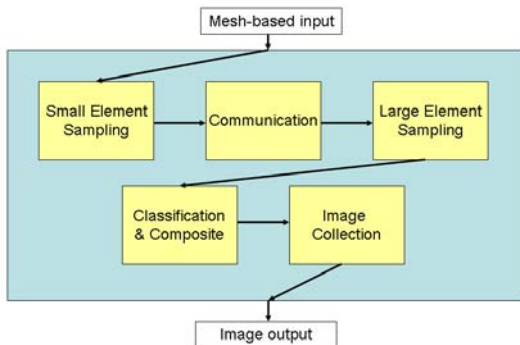 Mesh-based input
Small Element
Sampling
Communication
Large Element
Sampling
Classification
& Composite
Image
Collection
Image output